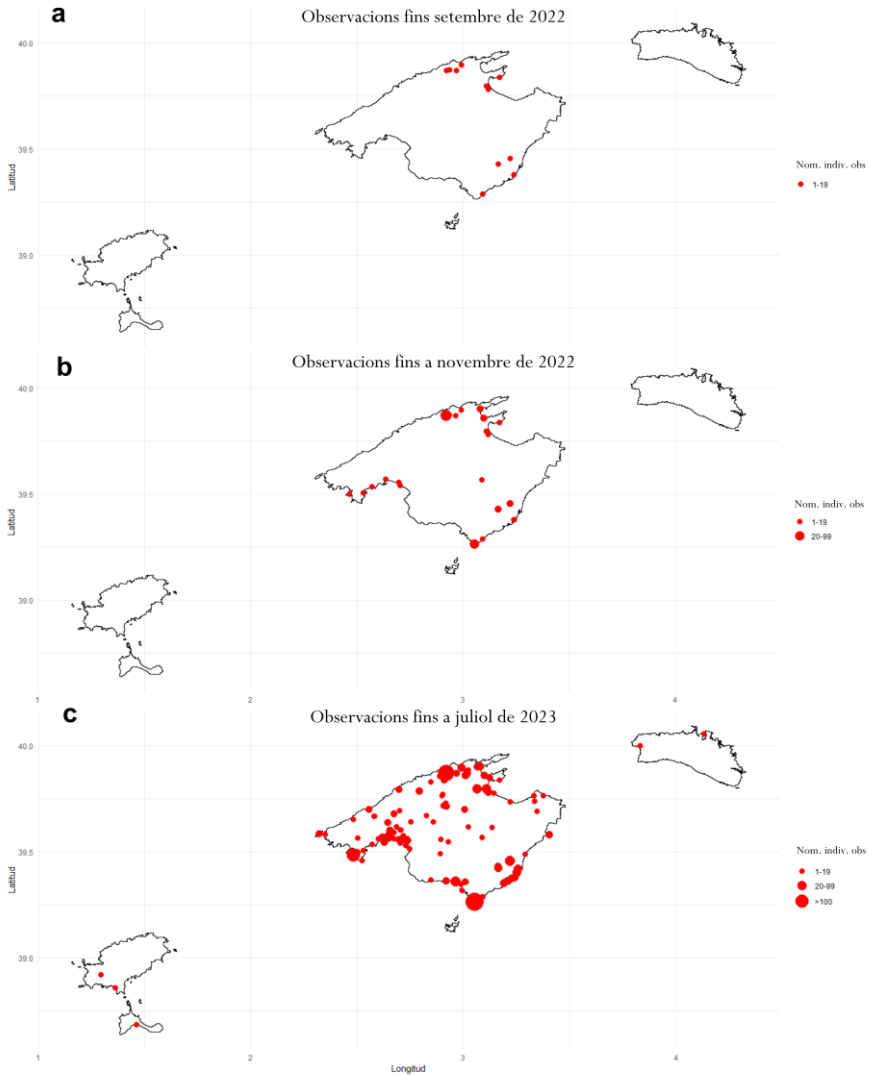 a
Observacions fins setembre de 2022
40.0
39.5
39.0
Latitud
Nom. indiv. obs
1-19
b
Observacions fins a novembre de 2022
40.0
39.5
39.0
Latitud
Nom. indiv. obs
1-19
20-99
1 2 3 4
c
Observacions fins a juliol de 2023
40.0
39.5
39.0
Latitud
Nom. indiv. obs
1-19
20-99
>100
1 2 3 4
Longitud